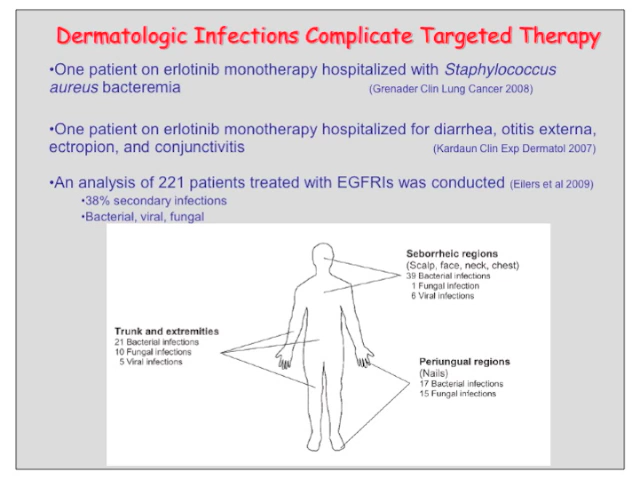 Dermatologic Infections Complicate Targeted Therapy
•One patient on erlotinib monotherapy hospitalized with Staphylococcus
aureus bacteremia (Grenader Clin Lung Cancer 2008)
•One patient on erlotinib monotherapy hospitalized for diarrhea, otitis externa,
ectropion, and conjunctivitis (Kardaun Clin Exp Dermatol 2007)
•An analysis of 221 patients treated with EGFRIs was conducted (Eilers et al 2009)
•38% secondary infections
•Bacterial, viral, fungal
Seborrheic regions
(Scalp, face, neck, chest)
39 Bacterial infections
1 Fungal Infection
6 Viral infections
Trunk and extremities
21 Bacterial infections
10 Fungal infections
5 Viral infections
Periungual regions
(Nails)
17 Bacterial infections
15 Fungal infections